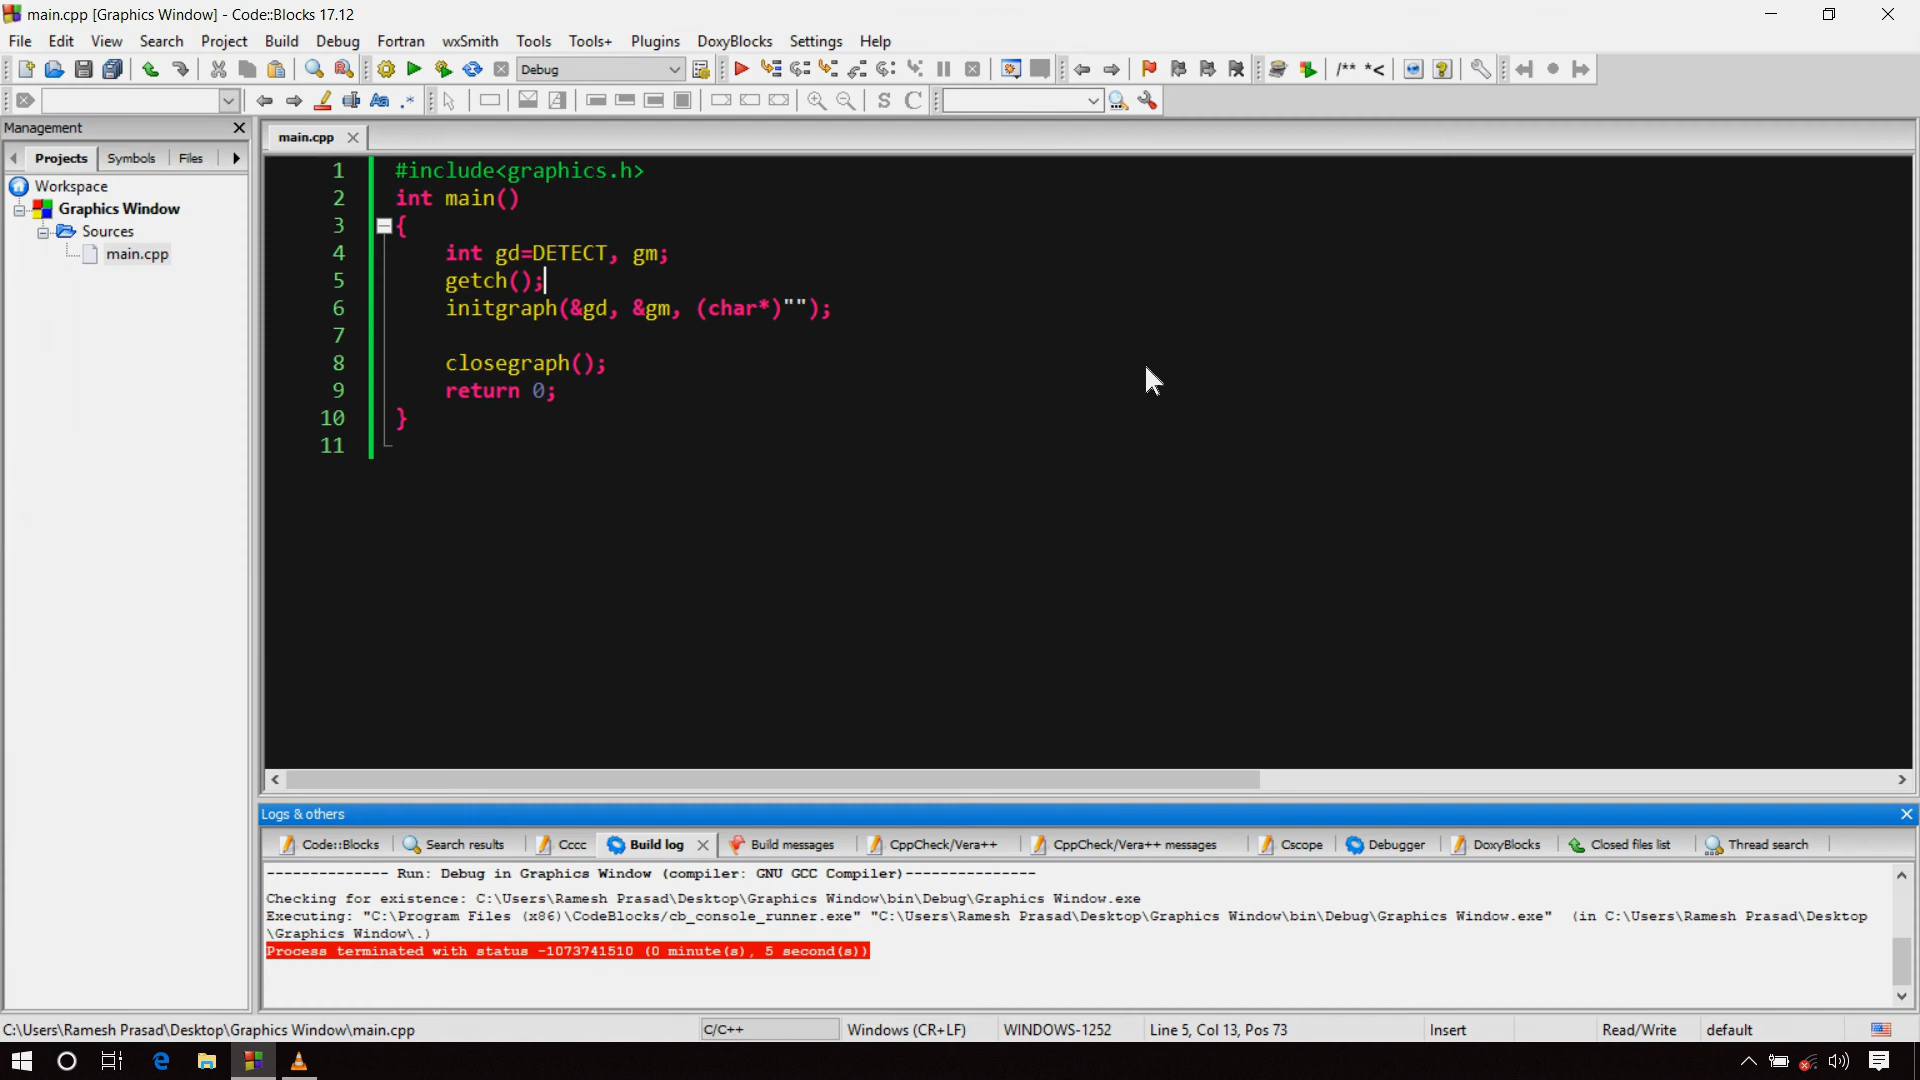 main.cpp [Graphics Window] - Code::Blocks 17.12
File Edit View Search Project Build Debug Fortran wxSmith Tools Tools+ Plugins DoxyBlocks Settings Help
Debug
/** *<
S C
Management
main.cpp
Projects Symbols Files
Workspace
Graphics Window
Sources
main.cpp
1 #include<graphics.h>
2 int main()
3 {
4 int gd=DETECT, gm;
5 getch();
6 initgraph(&gd, &gm, (char*)"");
7
8 closegraph();
9 return 0;
10 }
11
Logs & others
Code::Blocks Search results Cccc Build log Build messages CppCheck/Vera++ CppCheck/Vera++ messages Cscope Debugger DoxyBlocks Closed files list Thread search
-------------- Run: Debug in Graphics Window (compiler: GNU GCC Compiler)---------------
Checking for existence: C:\Users\Ramesh Prasad\Desktop\Graphics Window\bin\Debug\Graphics Window.exe
Executing: "C:\Program Files (x86)\CodeBlocks/cb_console_runner.exe" "C:\Users\Ramesh Prasad\Desktop\Graphics Window\bin\Debug\Graphics Window.exe"  (in C:\Users\Ramesh Prasad\Desktop
\Graphics Window\.)
Process terminated with status -1073741510 (0 minute(s), 5 second(s))
C:\Users\Ramesh Prasad\Desktop\Graphics Window\main.cpp C/C++ Windows (CR+LF) WINDOWS-1252 Line 5, Col 13, Pos 73 Insert Read/Write default